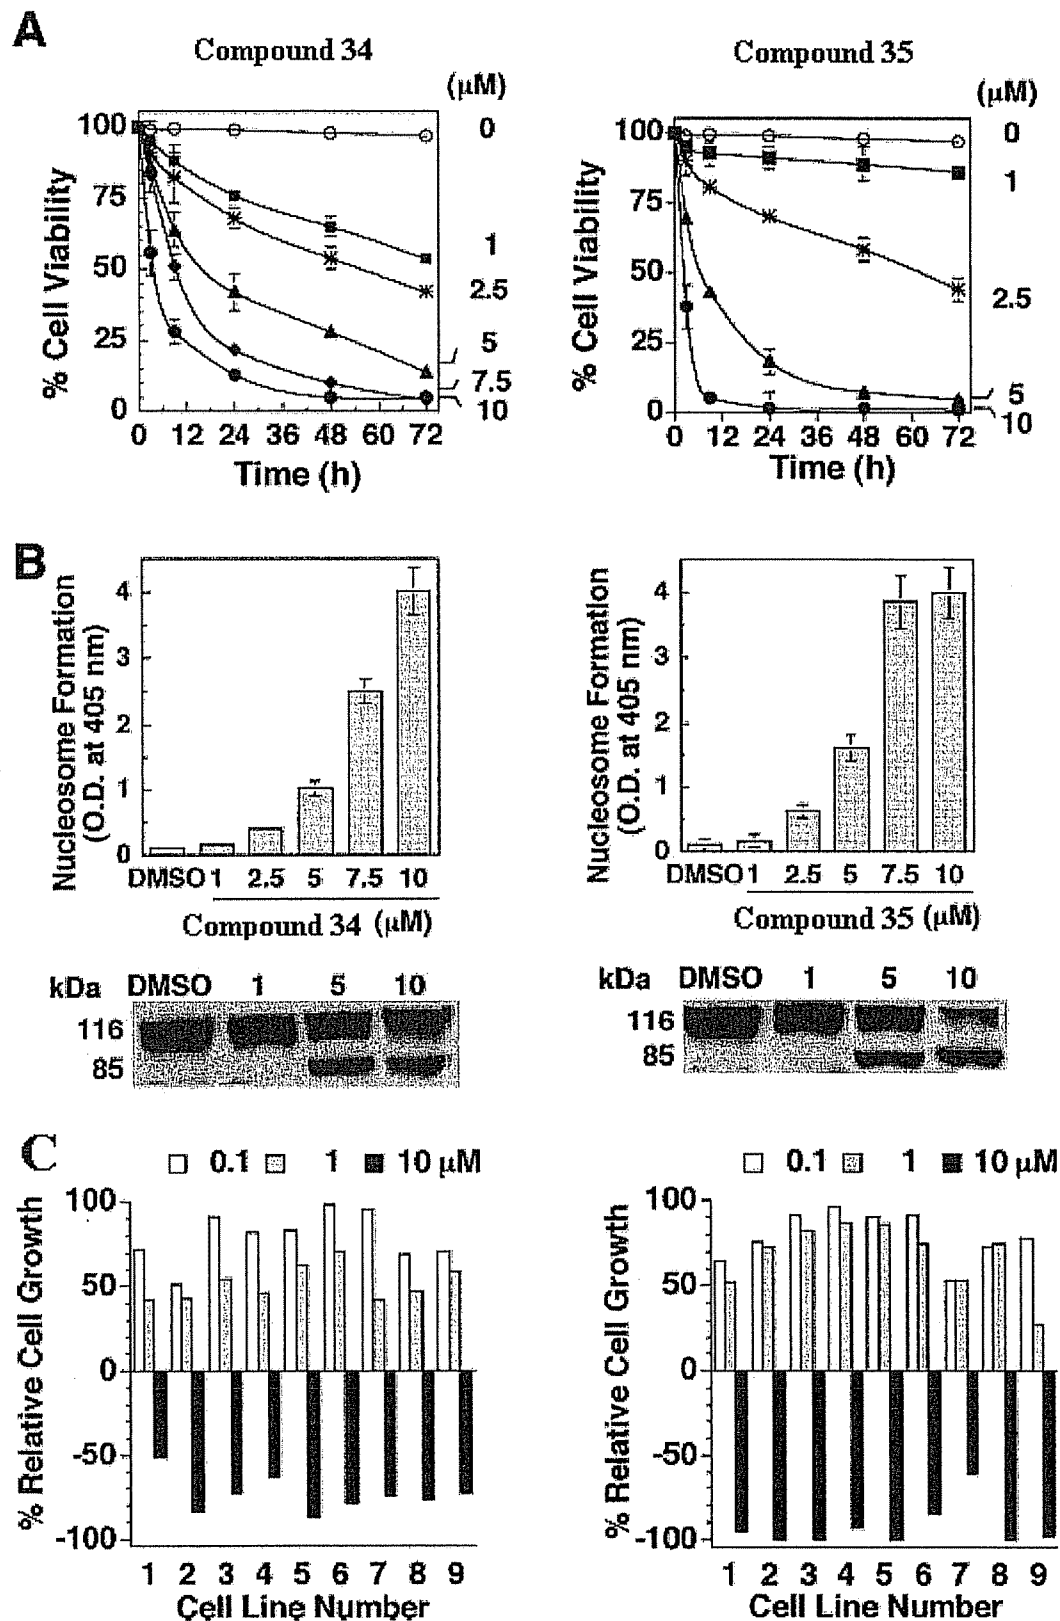 A
Compound 34
(µM)
% Cell Viability
100
75
50
25
0
0
1
2.5
5
7.5
10
0 12 24 36 48 60 72
Time (h)
Compound 35
(µM)
% Cell Viability
100
75
50
25
0
0
1
2.5
5
10
0 12 24 36 48 60 72
Time (h)
B
Nucleosome Formation
(O.D. at 405 nm)
4
3
2
1
0
DMSO 1 2.5 5 7.5 10
Compound 34 (µM)
Nucleosome Formation
(O.D. at 405 nm)
4
3
2
1
0
DMSO 1 2.5 5 7.5 10
Compound 35 (µM)
kDa DMSO 1 5 10
116
85
kDa DMSO 1 5 10
116
85
C
0.1 1 10 µM
% Relative Cell Growth
100
50
0
-50
-100
1 2 3 4 5 6 7 8 9
Cell Line Number
0.1 1 10 µM
% Relative Cell Growth
100
50
0
-50
-100
1 2 3 4 5 6 7 8 9
Cell Line Number